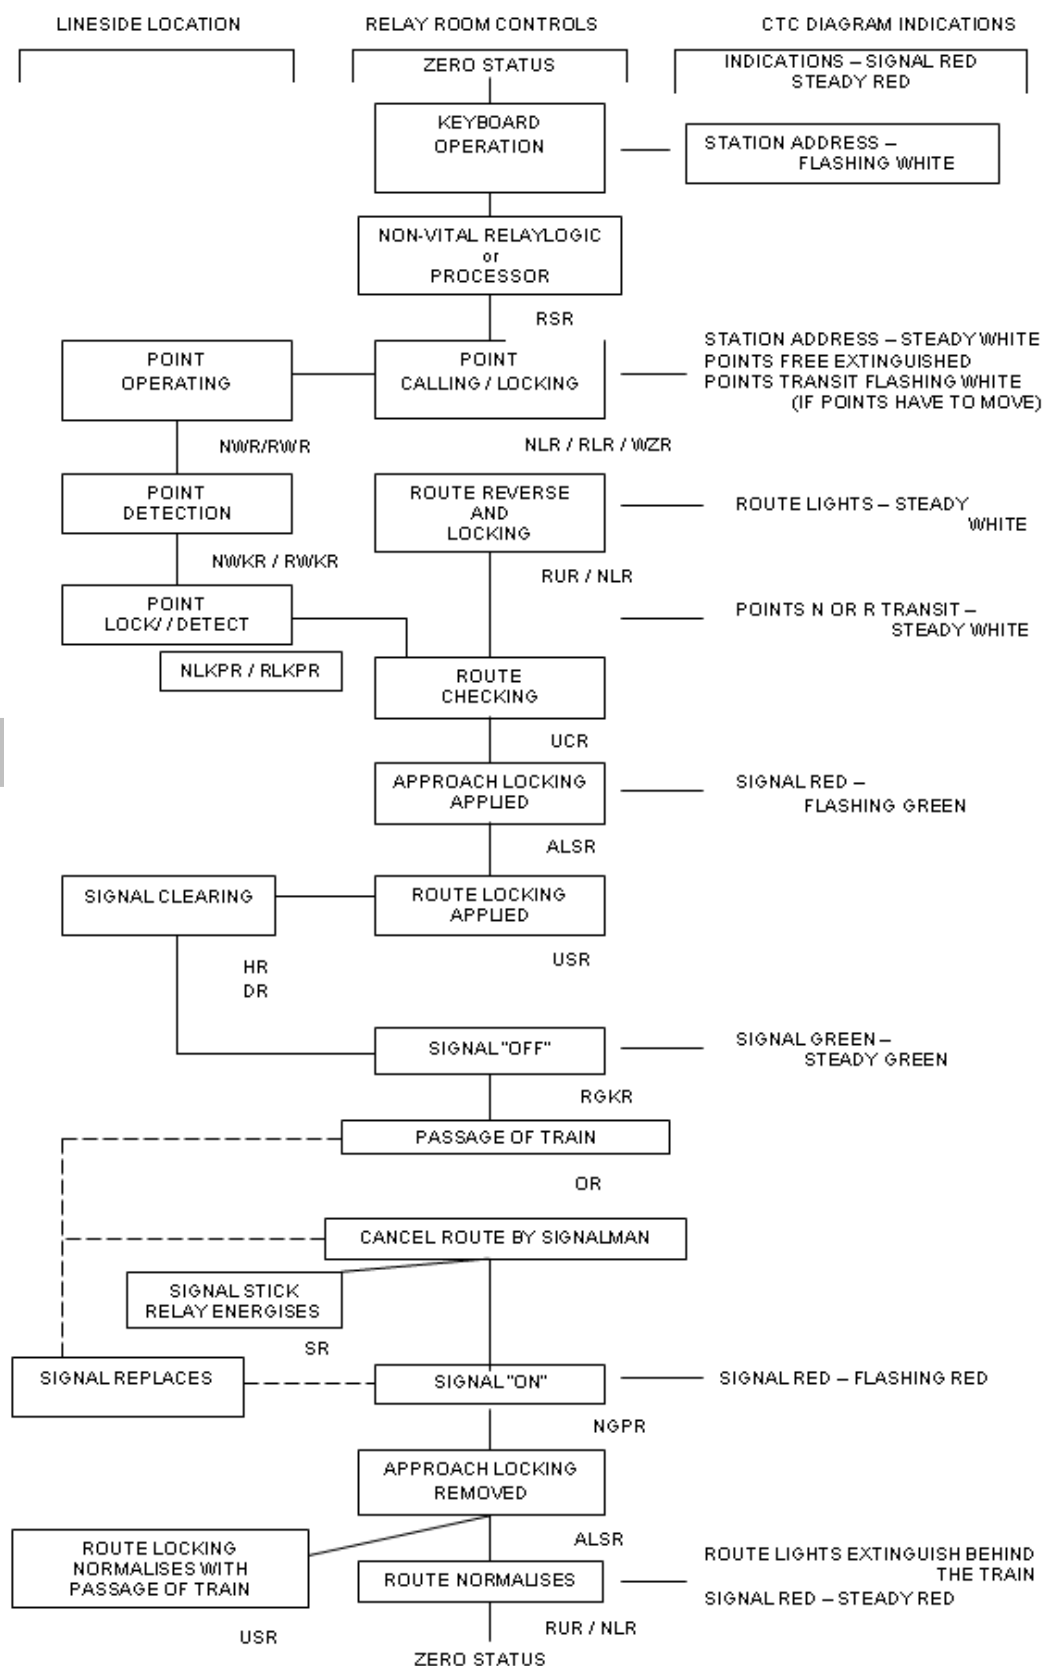 LINESIDE LOCATION
RELAY ROOM CONTROLS
CTC DIAGRAM INDICATIONS
ZERO STATUS
INDICATIONS – SIGNAL RED
STEADY RED
KEYBOARD
OPERATION
STATION ADDRESS –
FLASHING WHITE
NON-VITAL RELAYLOGIC
or
PROCESSOR
RSR
POINT
OPERATING
POINT
CALLING / LOCKING
STATION ADDRESS – STEADY WHITE
POINTS FREE EXTINGUISHED
POINTS TRANSIT FLASHING WHITE
(IF POINTS HAVE TO MOVE)
NWR/RWR
NLR / RLR / WZR
POINT
DETECTION
ROUTE REVERSE
AND
LOCKING
ROUTE LIGHTS – STEADY
WHITE
NWKR / RWKR
RUR / NLR
POINT
LOCK/ / DETECT
POINTS N OR R TRANSIT –
STEADY WHITE
NLKPR / RLKPR
ROUTE
CHECKING
UCR
APPROACH LOCKING
APPLIED
SIGNAL RED –
FLASHING GREEN
ALSR
SIGNAL CLEARING
ROUTE LOCKING
APPLIED
USR
HR
DR
SIGNAL "OFF"
SIGNAL GREEN –
STEADY GREEN
RGKR
PASSAGE OF TRAIN
OR
CANCEL ROUTE BY SIGNALMAN
SIGNAL STICK
RELAY ENERGISES
SR
SIGNAL REPLACES
SIGNAL "ON"
SIGNAL RED – FLASHING RED
NGPR
APPROACH LOCKING
REMOVED
ALSR
ROUTE LOCKING
NORMALISES WITH
PASSAGE OF TRAIN
ROUTE NORMALISES
ROUTE LIGHTS EXTINGUISH BEHIND
THE TRAIN
SIGNAL RED – STEADY RED
USR
RUR / NLR
ZERO STATUS